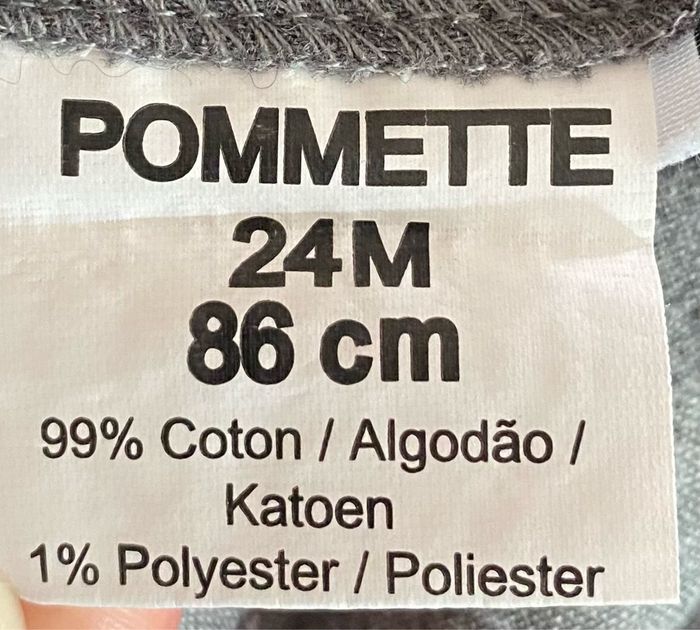 POMMETTE
24M
86 cm
99% Coton / Algodão /
Katoen
1% Polyester / Poliester